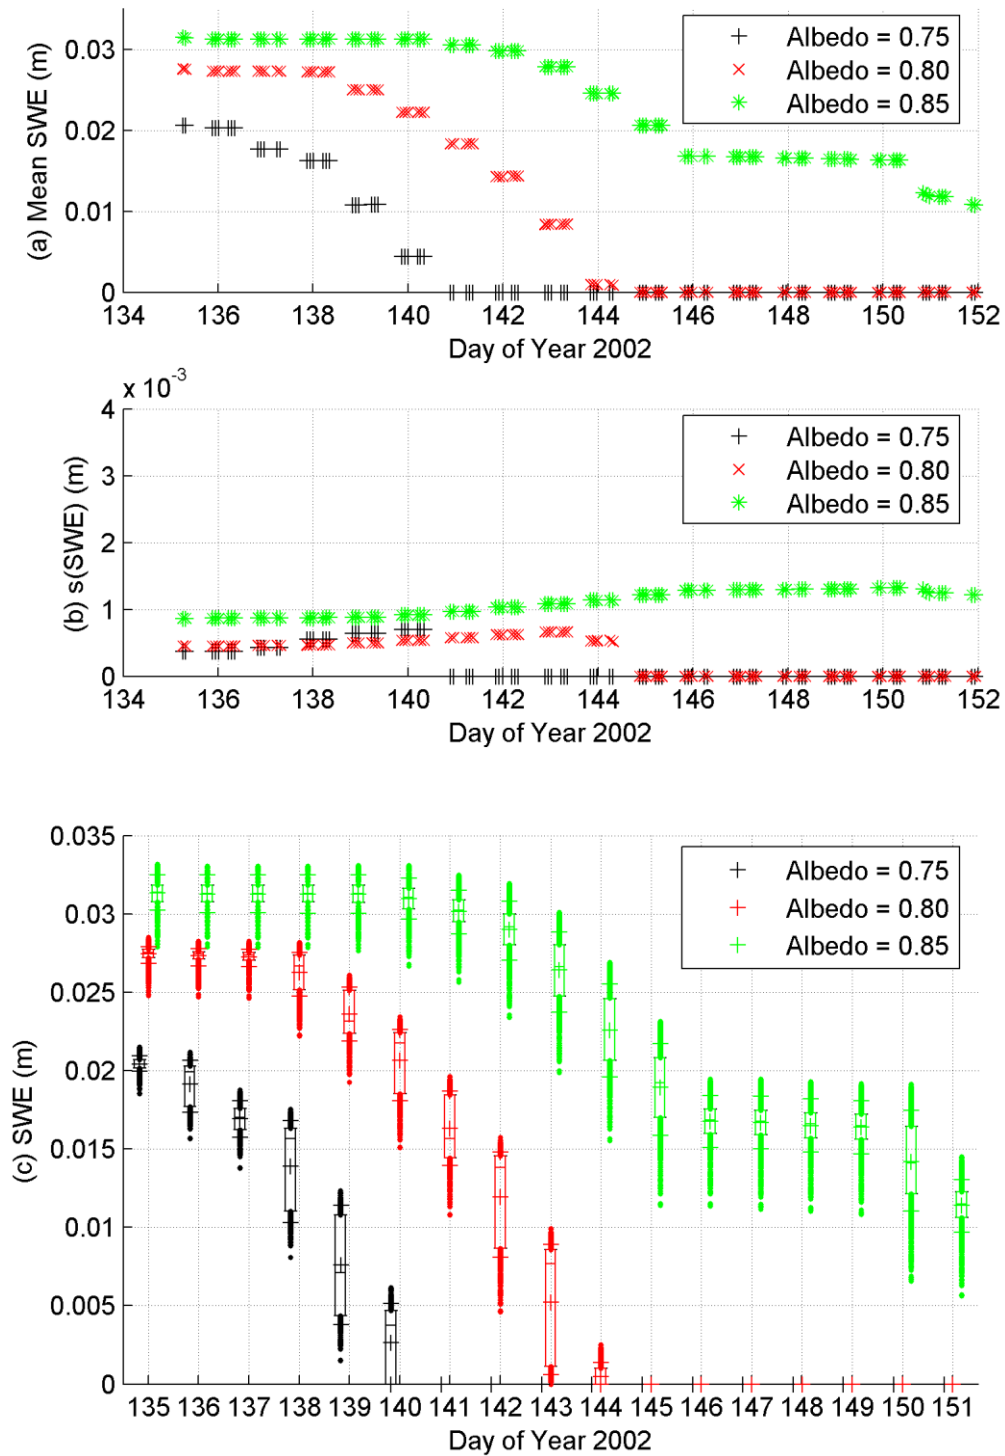 0.03
0.02
0.01
0
(a) Mean SWE (m)
Albedo = 0.75
Albedo = 0.80
Albedo = 0.85
134 136 138 140 142 144 146 148 150 152
Day of Year 2002
x 10-3
4
3
2
1
0
(b) s(SWE) (m)
Albedo = 0.75
Albedo = 0.80
Albedo = 0.85
134 136 138 140 142 144 146 148 150 152
Day of Year 2002
0.035
0.03
0.025
0.02
0.015
0.01
0.005
0
(c) SWE (m)
Albedo = 0.75
Albedo = 0.80
Albedo = 0.85
135 136 137 138 139 140 141 142 143 144 145 146 147 148 149 150 151
Day of Year 2002